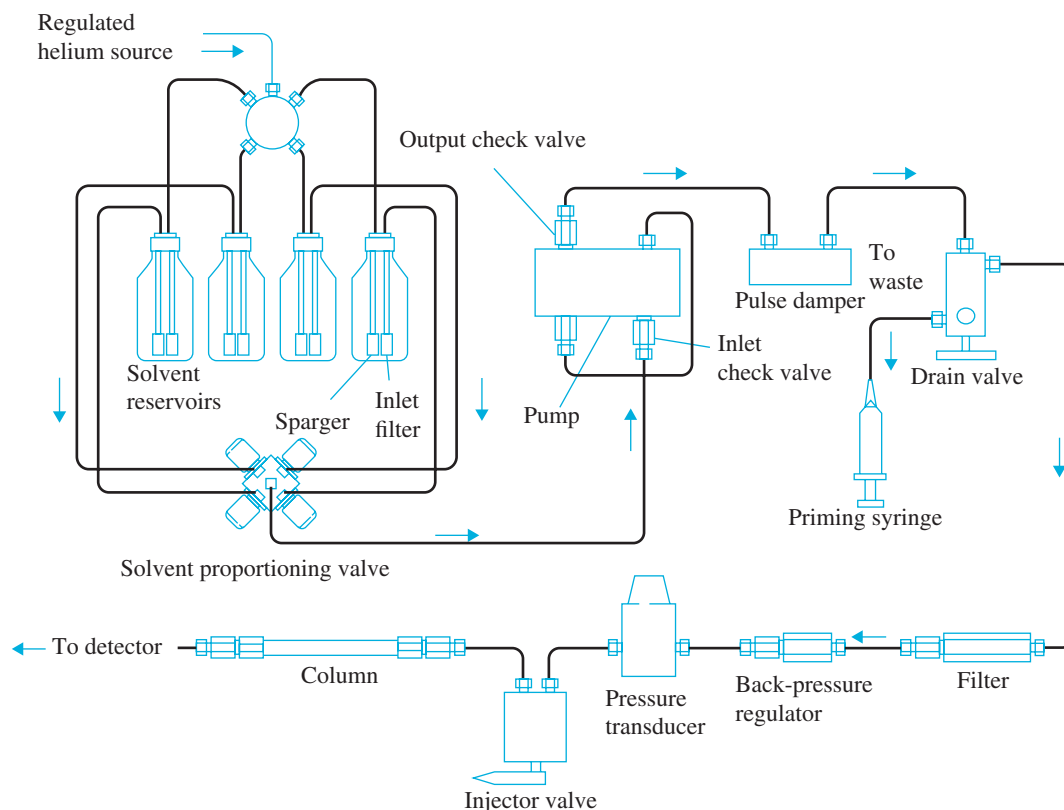 Regulated
helium source
Output check valve
To
waste
Pulse damper
Inlet
check valve
Drain valve
Solvent
reservoirs
Sparger
Inlet
filter
Pump
Priming syringe
Solvent proportioning valve
To detector
Column
Injector valve
Pressure
transducer
Back-pressure
regulator
Filter